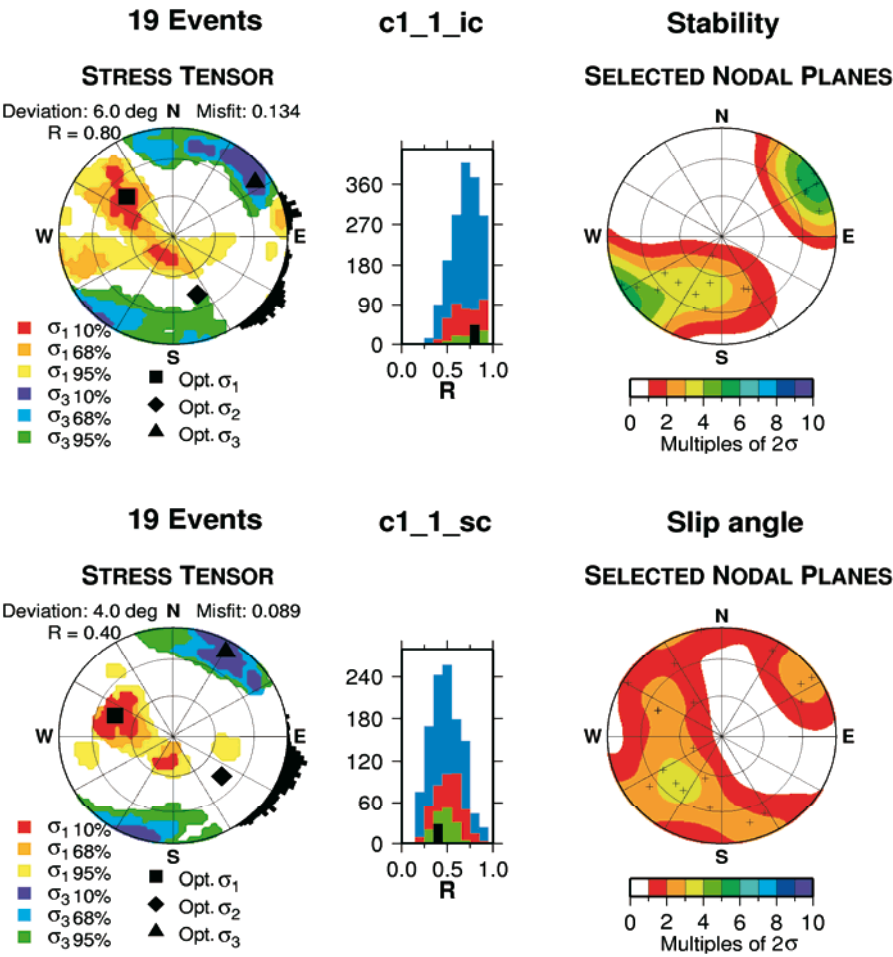 19 Events
c1_1_ic
Stability
STRESS TENSOR
SELECTED NODAL PLANES
Deviation: 6.0 deg N Misfit: 0.134
R = 0.80
W
E
S
σ1 10%
σ1 68%
σ1 95%
σ3 10%
σ3 68%
σ3 95%
Opt. σ1
Opt. σ2
Opt. σ3
360
270
180
90
0
0.0 0.5 1.0
R
N
W
E
S
0 2 4 6 8 10
Multiples of 2σ
19 Events
c1_1_sc
Slip angle
STRESS TENSOR
SELECTED NODAL PLANES
Deviation: 4.0 deg N Misfit: 0.089
R = 0.40
W
E
S
σ1 10%
σ1 68%
σ1 95%
σ3 10%
σ3 68%
σ3 95%
Opt. σ1
Opt. σ2
Opt. σ3
240
180
120
60
0
0.0 0.5 1.0
R
N
W
E
S
0 2 4 6 8 10
Multiples of 2σ